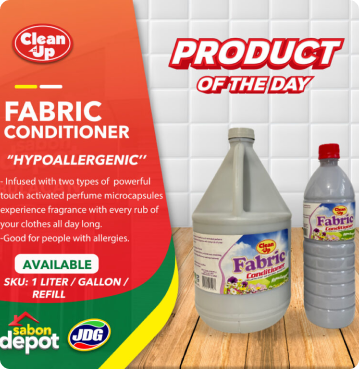 Clean
Up
PRODUCT
OF THE DAY
FABRIC
CONDITIONER
"HYPOALLERGENIC"
- Infused with two types of powerful
touch activated perfume microcapsules
experience fragrance with every rub of
your clothes all day long.
-Good for people with allergies.
AVAILABLE
SKU: 1 LITER / GALLON /
REFILL
sabon
depot
JDG
Clean
Up
Fabric
Conditioner
Clean
Up
Fabric
Conditioner